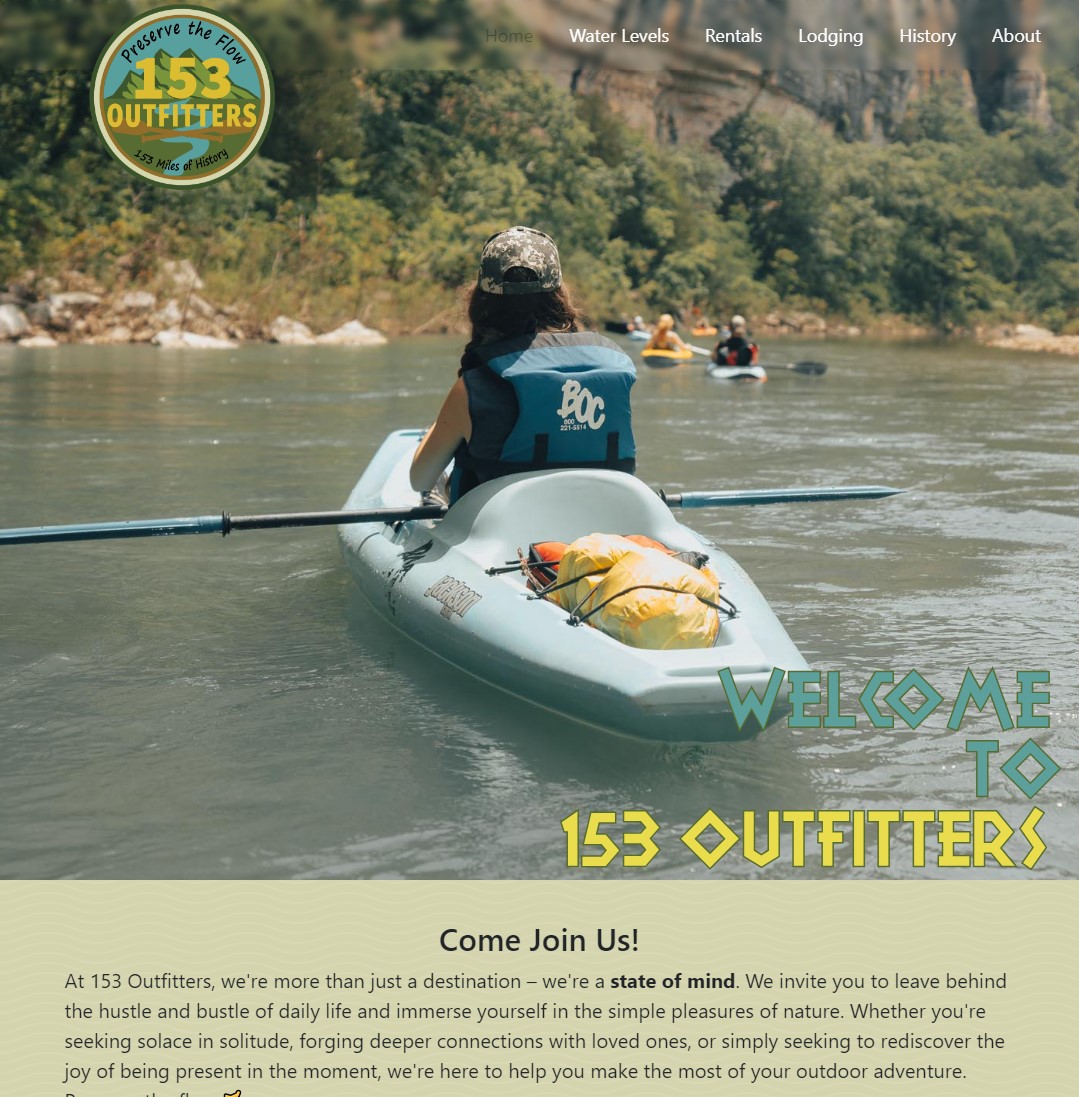 Preserve the Flow
153
OUTFITTERS
153 Miles of History
Home Water Levels Rentals Lodging History About
BOC
800
221-5514
Jackson
WELCOME
TO
153 OUTFITTERS
Come Join Us!
At 153 Outfitters, we're more than just a destination – we're a state of mind. We invite you to leave behind
the hustle and bustle of daily life and immerse yourself in the simple pleasures of nature. Whether you're
seeking solace in solitude, forging deeper connections with loved ones, or simply seeking to rediscover the
joy of being present in the moment, we're here to help you make the most of your outdoor adventure.